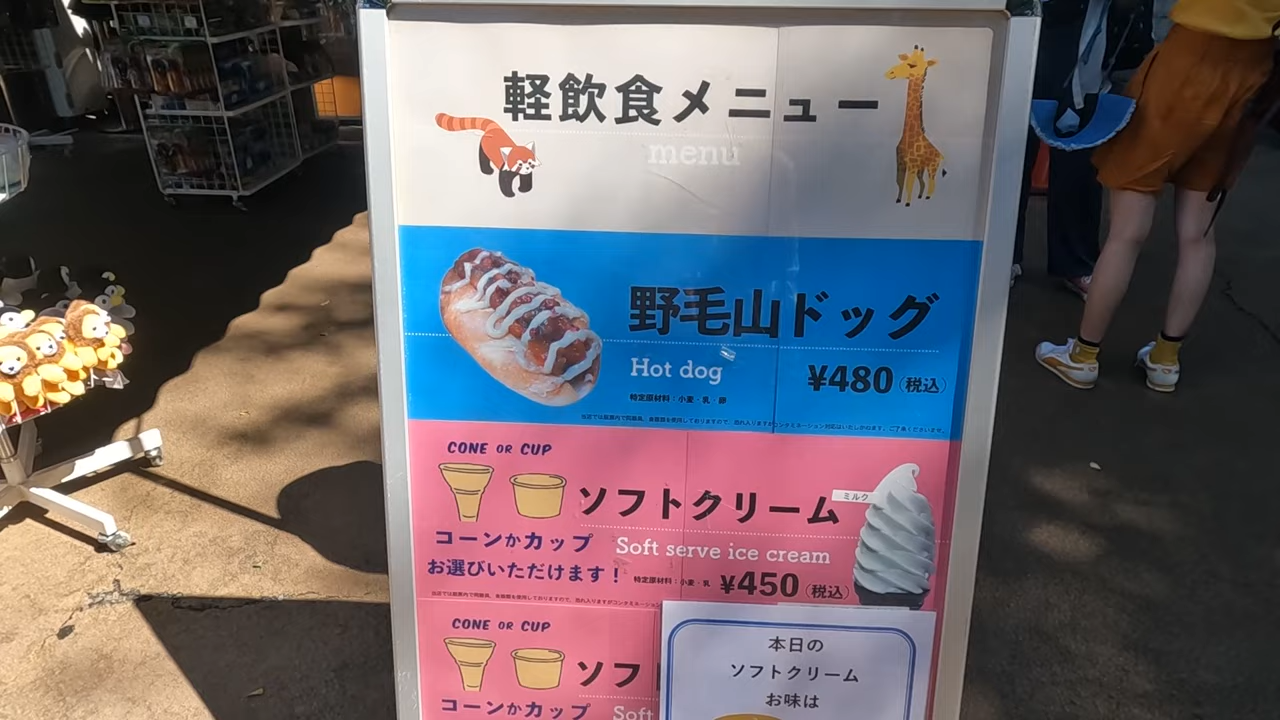 軽飲食メニュー
menu
野毛山ドッグ
Hot dog
¥480（税込）
特定原材料：小麦・乳・卵
CONE OR CUP
ソフトクリーム
ミルク
コーンかカップ
お選びいただけます！
Soft serve ice cream
特定原材料：小麦・乳
¥450（税込）
CONE OR CUP
ソフ
コーンかカップ
Soft
本日の
ソフトクリーム
お味は